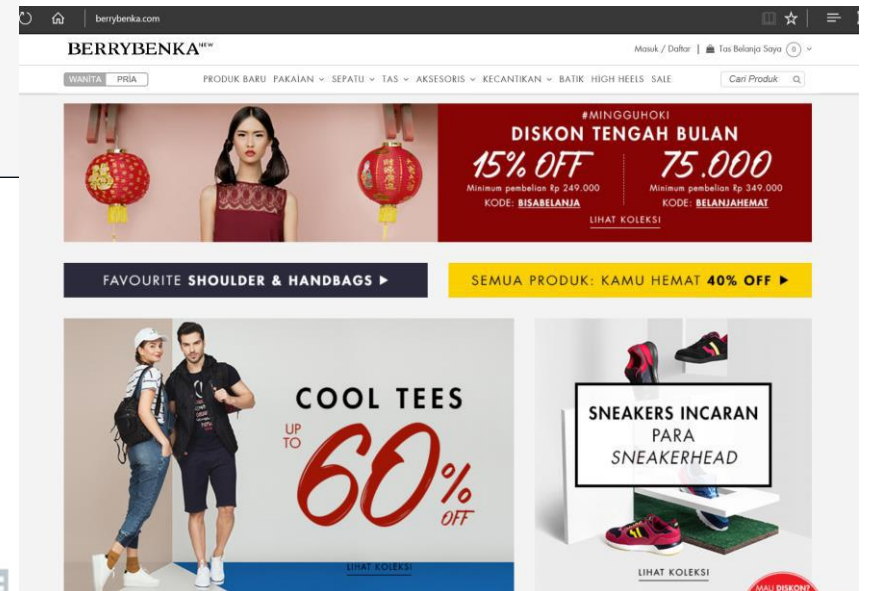 berrybenka.com
BERRYBENKA NEW
Masuk / Daftar | Tas Belanja Saya 0
WANITA PRIA
PRODUK BARU PAKAIAN SEPATU TAS AKSESORIS KECANTIKAN BATIK HIGH HEELS SALE
Cari Produk
#MINGGUHOKI
DISKON TENGAH BULAN
15% OFF 75.000
Minimum pembelian Rp 249.000 Minimum pembelian Rp 349.000
KODE: BISABELANJA KODE: BELANJAHEMAT
LIHAT KOLEKSI
FAVOURITE SHOULDER & HANDBAGS
SEMUA PRODUK: KAMU HEMAT 40% OFF
COOL TEES
UP
TO
60%
OFF
LIHAT KOLEKSI
SNEAKERS INCARAN
PARA
SNEAKERHEAD
LIHAT KOLEKSI
MAU DISKON?